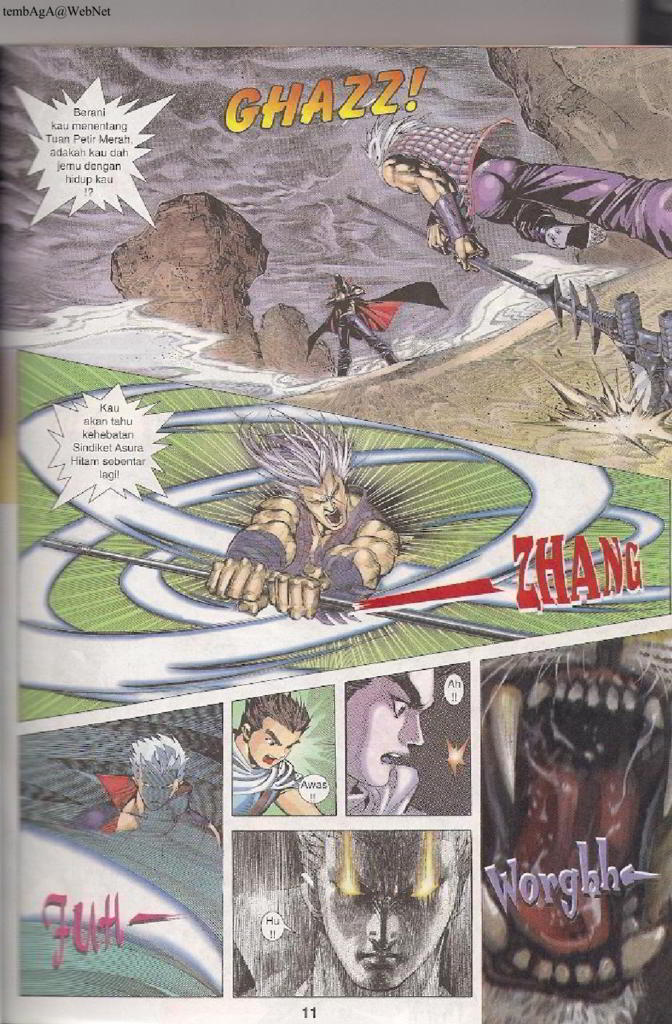 tembAgA@WebNet
GHAZZ!
Berani
kau menentang
Tuan Petir Merah,
adakah kau dah
jemu dengan
hidup kau
!?
Kau
akan tahu
kehebatan
Sindiket Asura
Hitam sebentar
lagi!
ZHANG
Awas
!!
Ah
!!
FUH
Hu
!!
Worghh
11